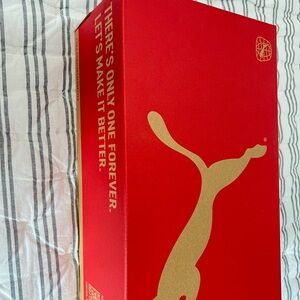 THERE'S ONLY ONE FOREVER.
LET'S MAKE IT BETTER.